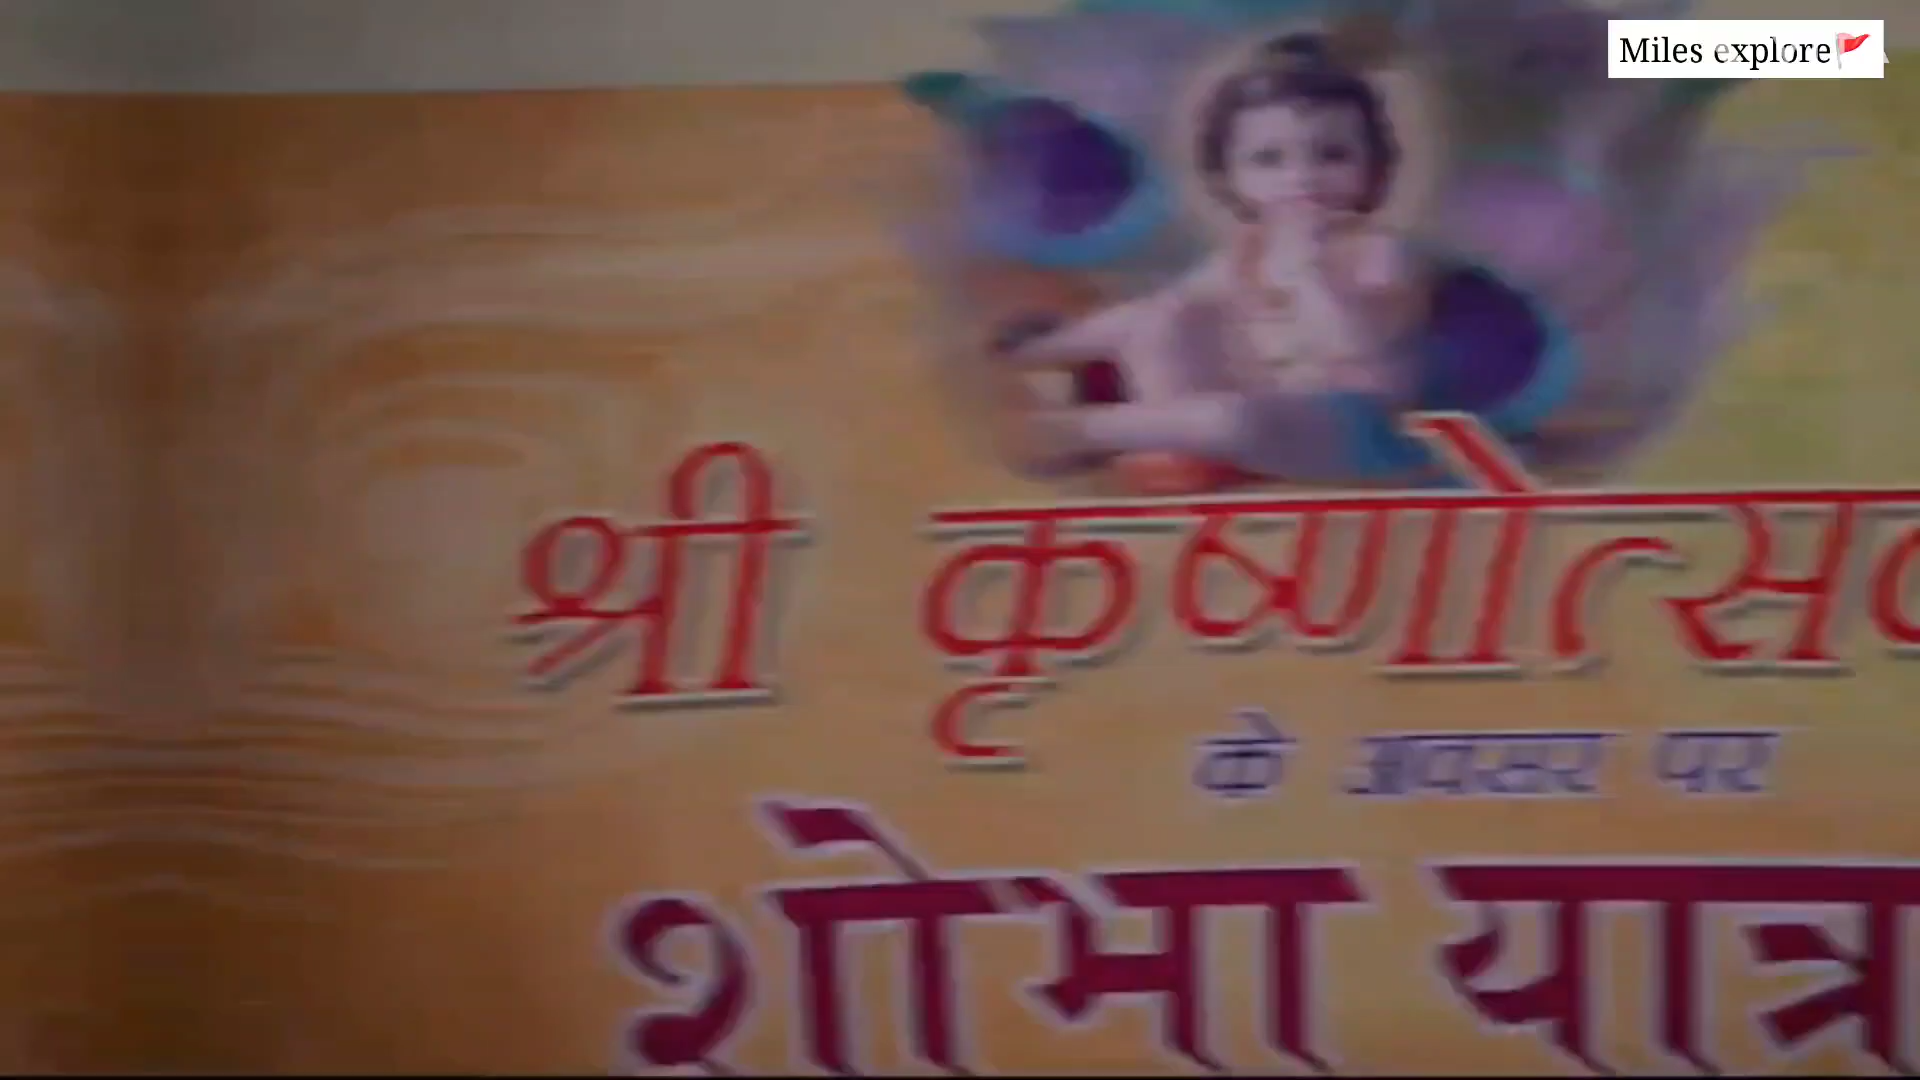 Miles explore🚩
श्री कृष्णोत्सव
के अवसर पर
शोभा यात्रा